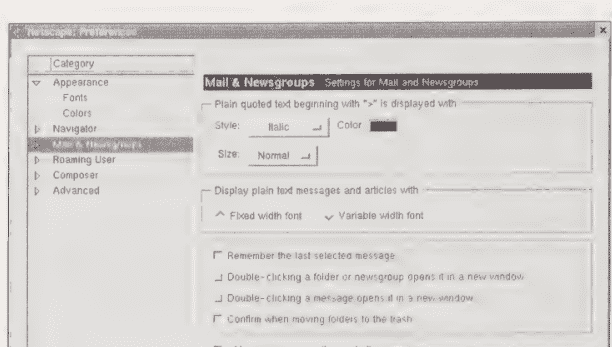 Netscape: Preferences
Category
Appearance
Fonts
Colors
Navigator
Mail & Newsgroups
Roaming User
Composer
Advanced
Mail & Newsgroups Settings for Mail and Newsgroups
Plain quoted text beginning with ">" is displayed with
Style: Italic Color
Size: Normal
Display plain text messages and articles with
Fixed width font Variable width font
Remember the last selected message
Double-clicking a folder or newsgroup opens it in a new window
Double-clicking a message opens it in a new window
Confirm when moving folders to the trash